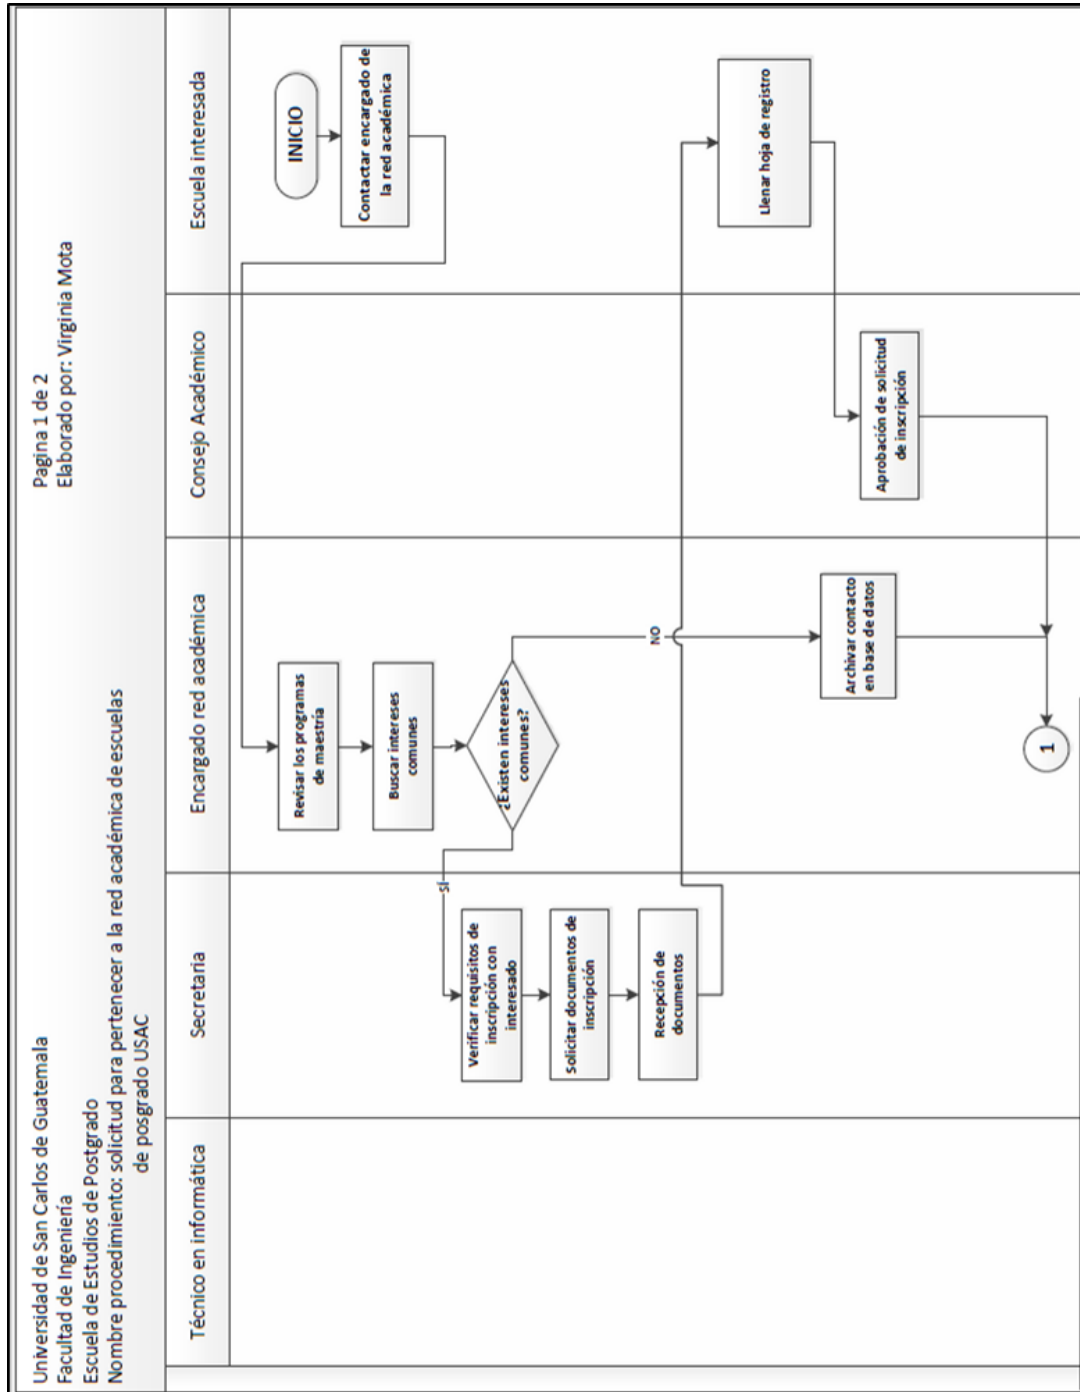 Universidad de San Carlos de Guatemala
Facultad de Ingeniería
Escuela de Estudios de Postgrado
Nombre procedimiento: solicitud para pertenecer a la red académica de escuelas
de posgrado USAC
Pagina 1 de 2
Elaborado por: Virginia Mota
Técnico en informática
Secretaria
Encargado red académica
Consejo Académico
Escuela interesada
INICIO
Contactar encargado de
la red académica
Revisar los programas
de maestría
Buscar intereses
comunes
¿Existen intereses
comunes?
SÍ
NO
Verificar requisitos de
inscripción con
interesado
Solicitar documentos de
inscripción
Recepción de
documentos
Llenar hoja de registro
Aprobación de solicitud
de inscripción
Archivar contacto
en base de datos
1